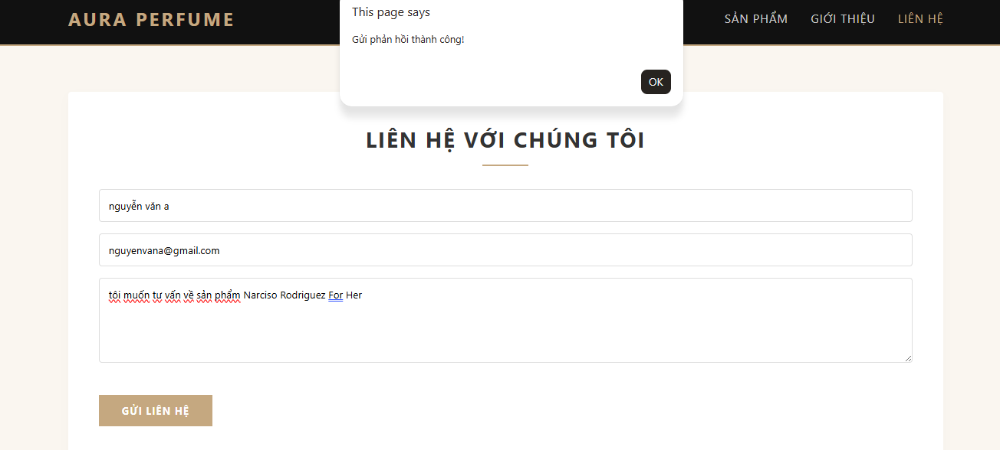 AURA PERFUME
This page says
Gửi phản hồi thành công!
OK
SẢN PHẨM
GIỚI THIỆU
LIÊN HỆ
LIÊN HỆ VỚI CHÚNG TÔI
nguyễn văn a
nguyenvana@gmail.com
tôi muốn tư vấn về sản phẩm Narciso Rodriguez For Her
GỬI LIÊN HỆ